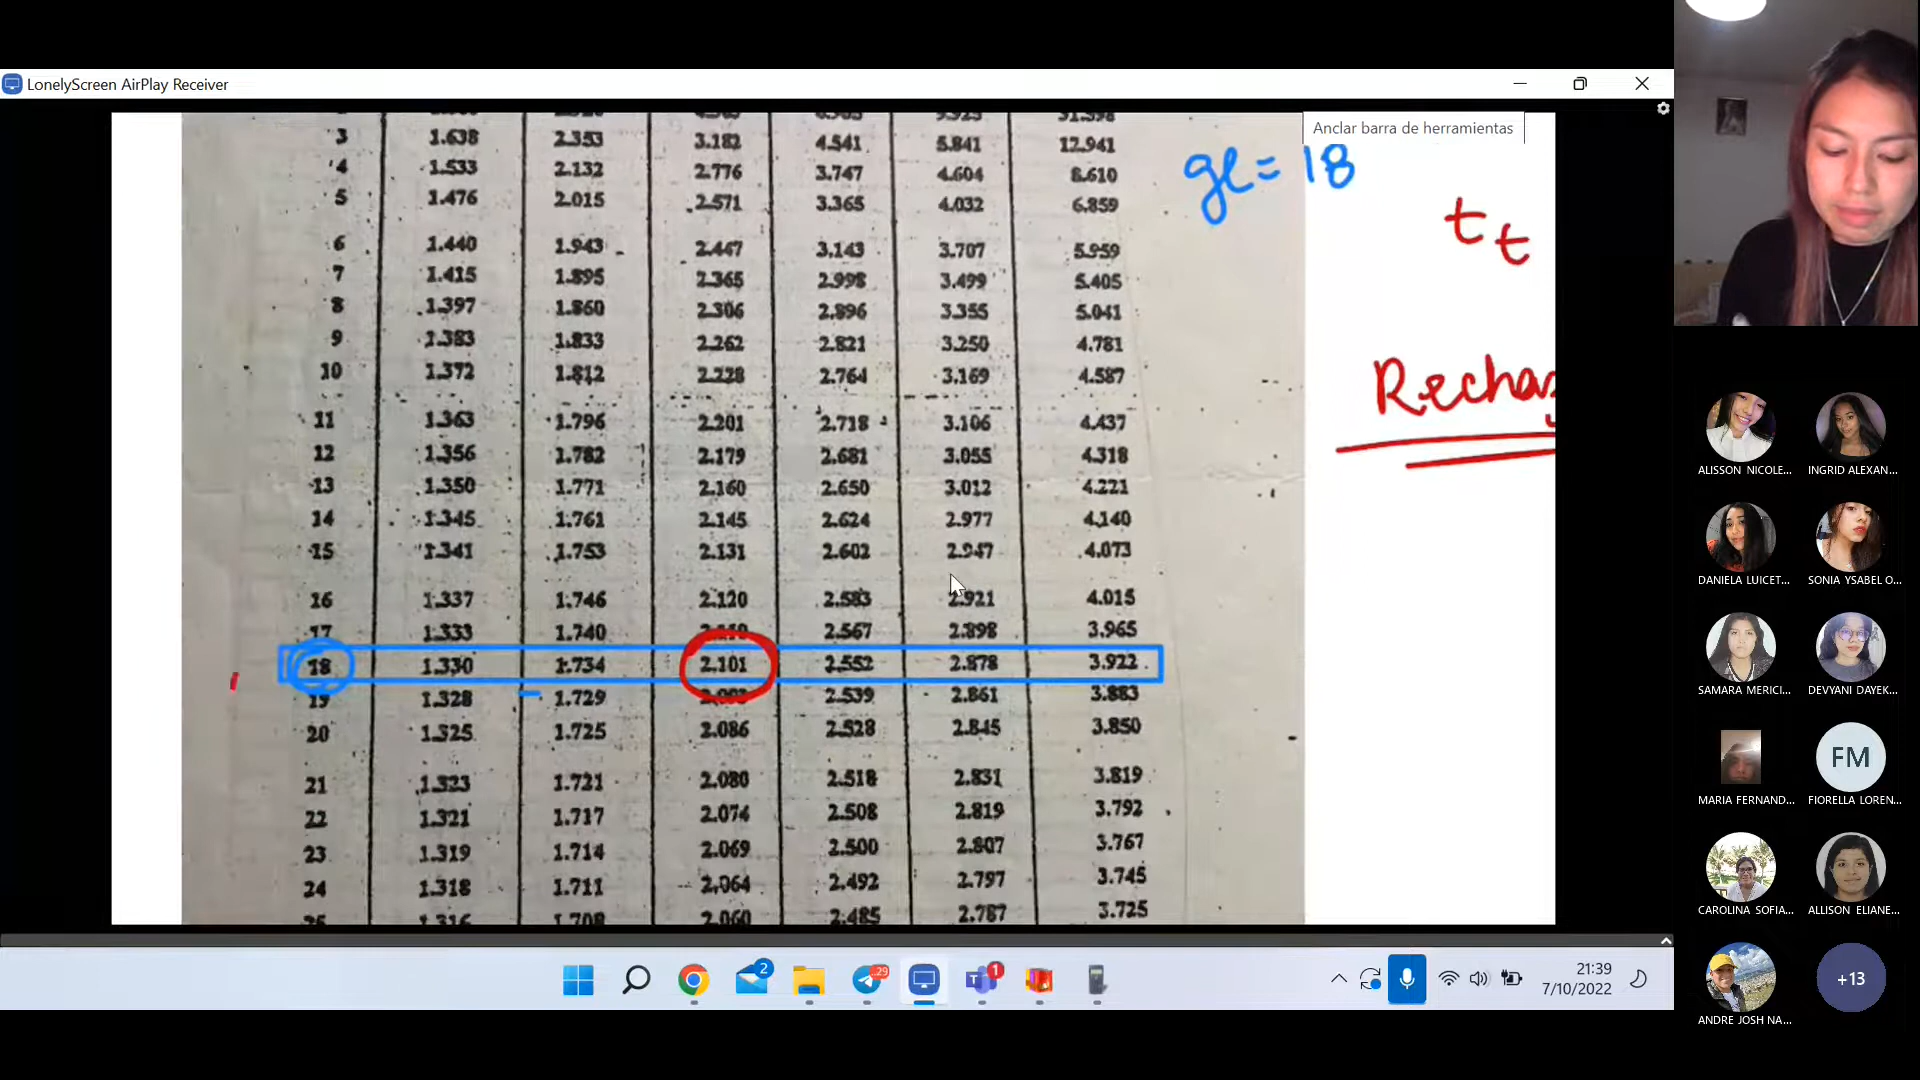 LonelyScreen AirPlay Receiver
Anclar barra de herramientas
3 1.638 2.353 3.182 4.541 5.841 12.941
4 1.533 2.132 2.776 3.747 4.604 8.610
5 1.476 2.015 2.571 3.365 4.032 6.859
6 1.440 1.943 2.447 3.143 3.707 5.959
7 1.415 1.895 2.365 2.998 3.499 5.405
8 1.397 1.860 2.306 2.896 3.355 5.041
9 1.383 1.833 2.262 2.821 3.250 4.781
10 1.372 1.812 2.228 2.764 3.169 4.587
11 1.363 1.796 2.201 2.718 3.106 4.437
12 1.356 1.782 2.179 2.681 3.055 4.318
13 1.350 1.771 2.160 2.650 3.012 4.221
14 1.345 1.761 2.145 2.624 2.977 4.140
15 1.341 1.753 2.131 2.602 2.947 4.073
16 1.337 1.746 2.120 2.583 2.921 4.015
17 1.333 1.740 2.567 2.898 3.965
18 1.330 1.734 2.101 2.552 2.878 3.922
19 1.328 1.729 2.539 2.861 3.883
20 1.325 1.725 2.086 2.528 2.845 3.850
21 1.323 1.721 2.080 2.518 2.831 3.819
22 1.321 1.717 2.074 2.508 2.819 3.792
23 1.319 1.714 2.069 2.500 2.807 3.767
24 1.318 1.711 2.064 2.492 2.797 3.745
25 1.316 1.708 2.060 2.485 2.787 3.725
gl = 18
t t
Rechaz
ALISSON NICOLE...
INGRID ALEXAN...
DANIELA LUICET...
SONIA YSABEL O...
SAMARA MERICI...
DEVYANI DAYEK...
MARIA FERNAND...
FM
FIORELLA LOREN...
CAROLINA SOFIA...
ALLISON ELIANE...
ANDRE JOSH NA...
+13
2
29
1
21:39
7/10/2022